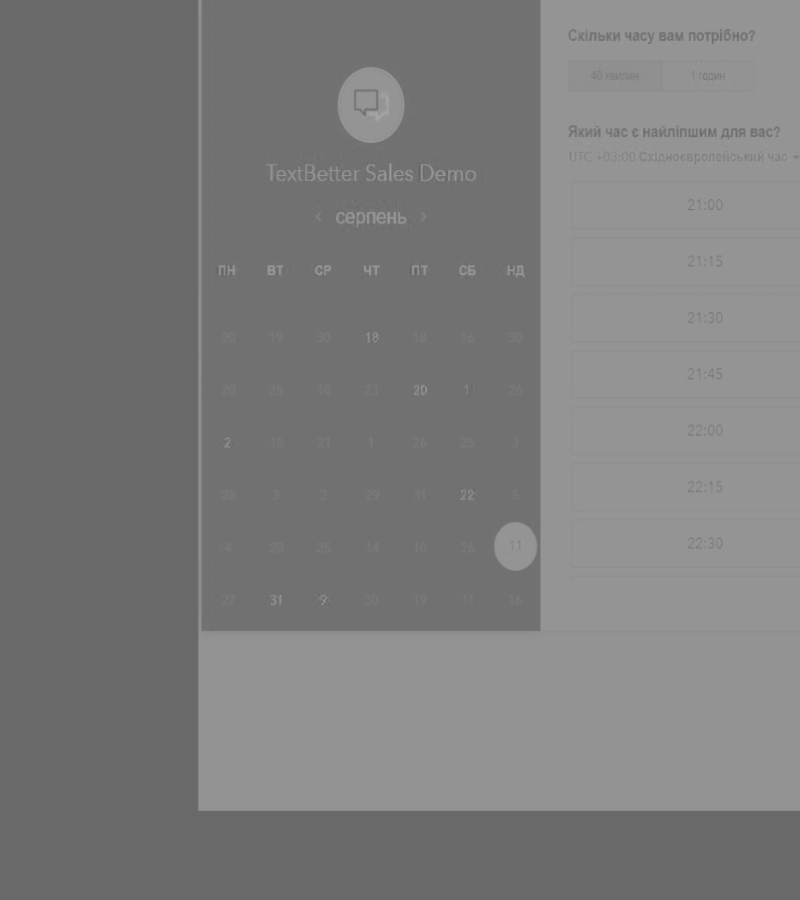 TextBetter Sales Demo
серпень
ПН ВТ СР ЧТ ПТ СБ НД
20 19 30 18 18 16 30
20 25 10 23 20 1 26
2 15 21 1 26 25 3
23 3 2 29 31 22 5
4 28 25 14 10 26 11
27 31 9 30 19 11 16
Скільки часу вам потрібно?
40 хвилин 1 годин
Який час є найліпшим для вас?
UTC +03:00 Східноєвропейський час
21:00
21:15
21:30
21:45
22:00
22:15
22:30